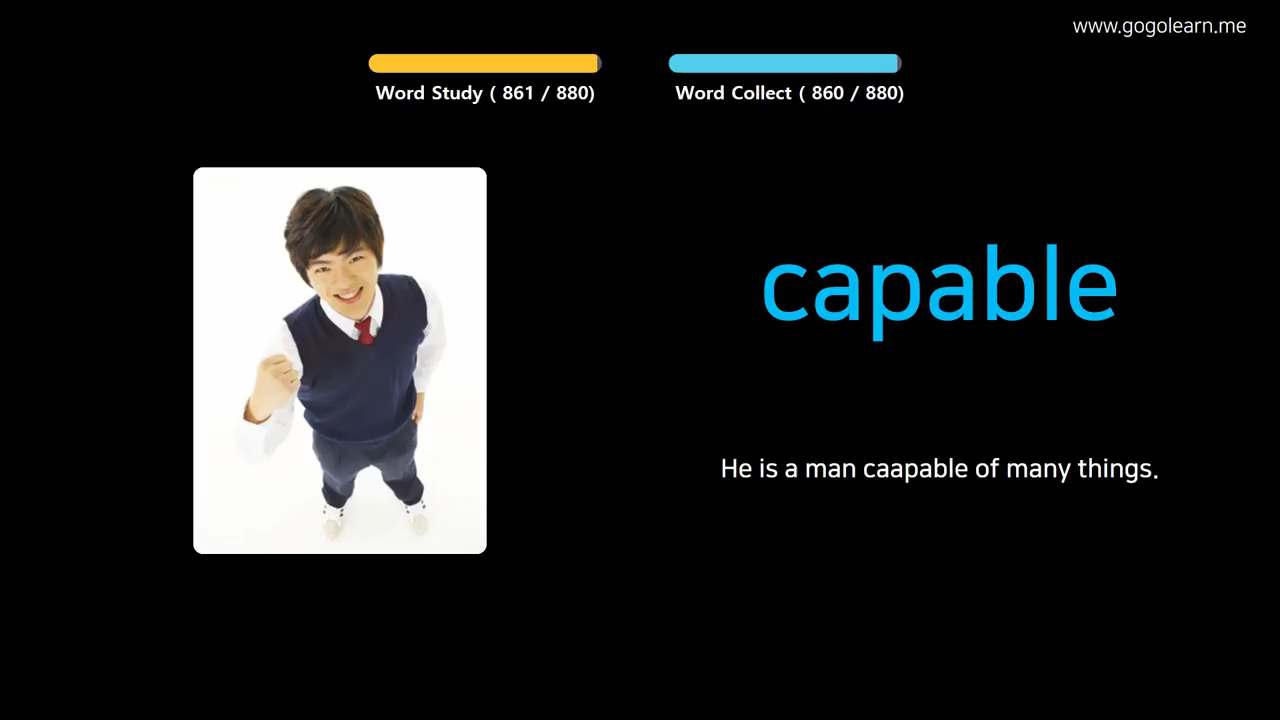 www.gogolearn.me
Word Study ( 861 / 880)
Word Collect ( 860 / 880)
capable
He is a man caapable of many things.